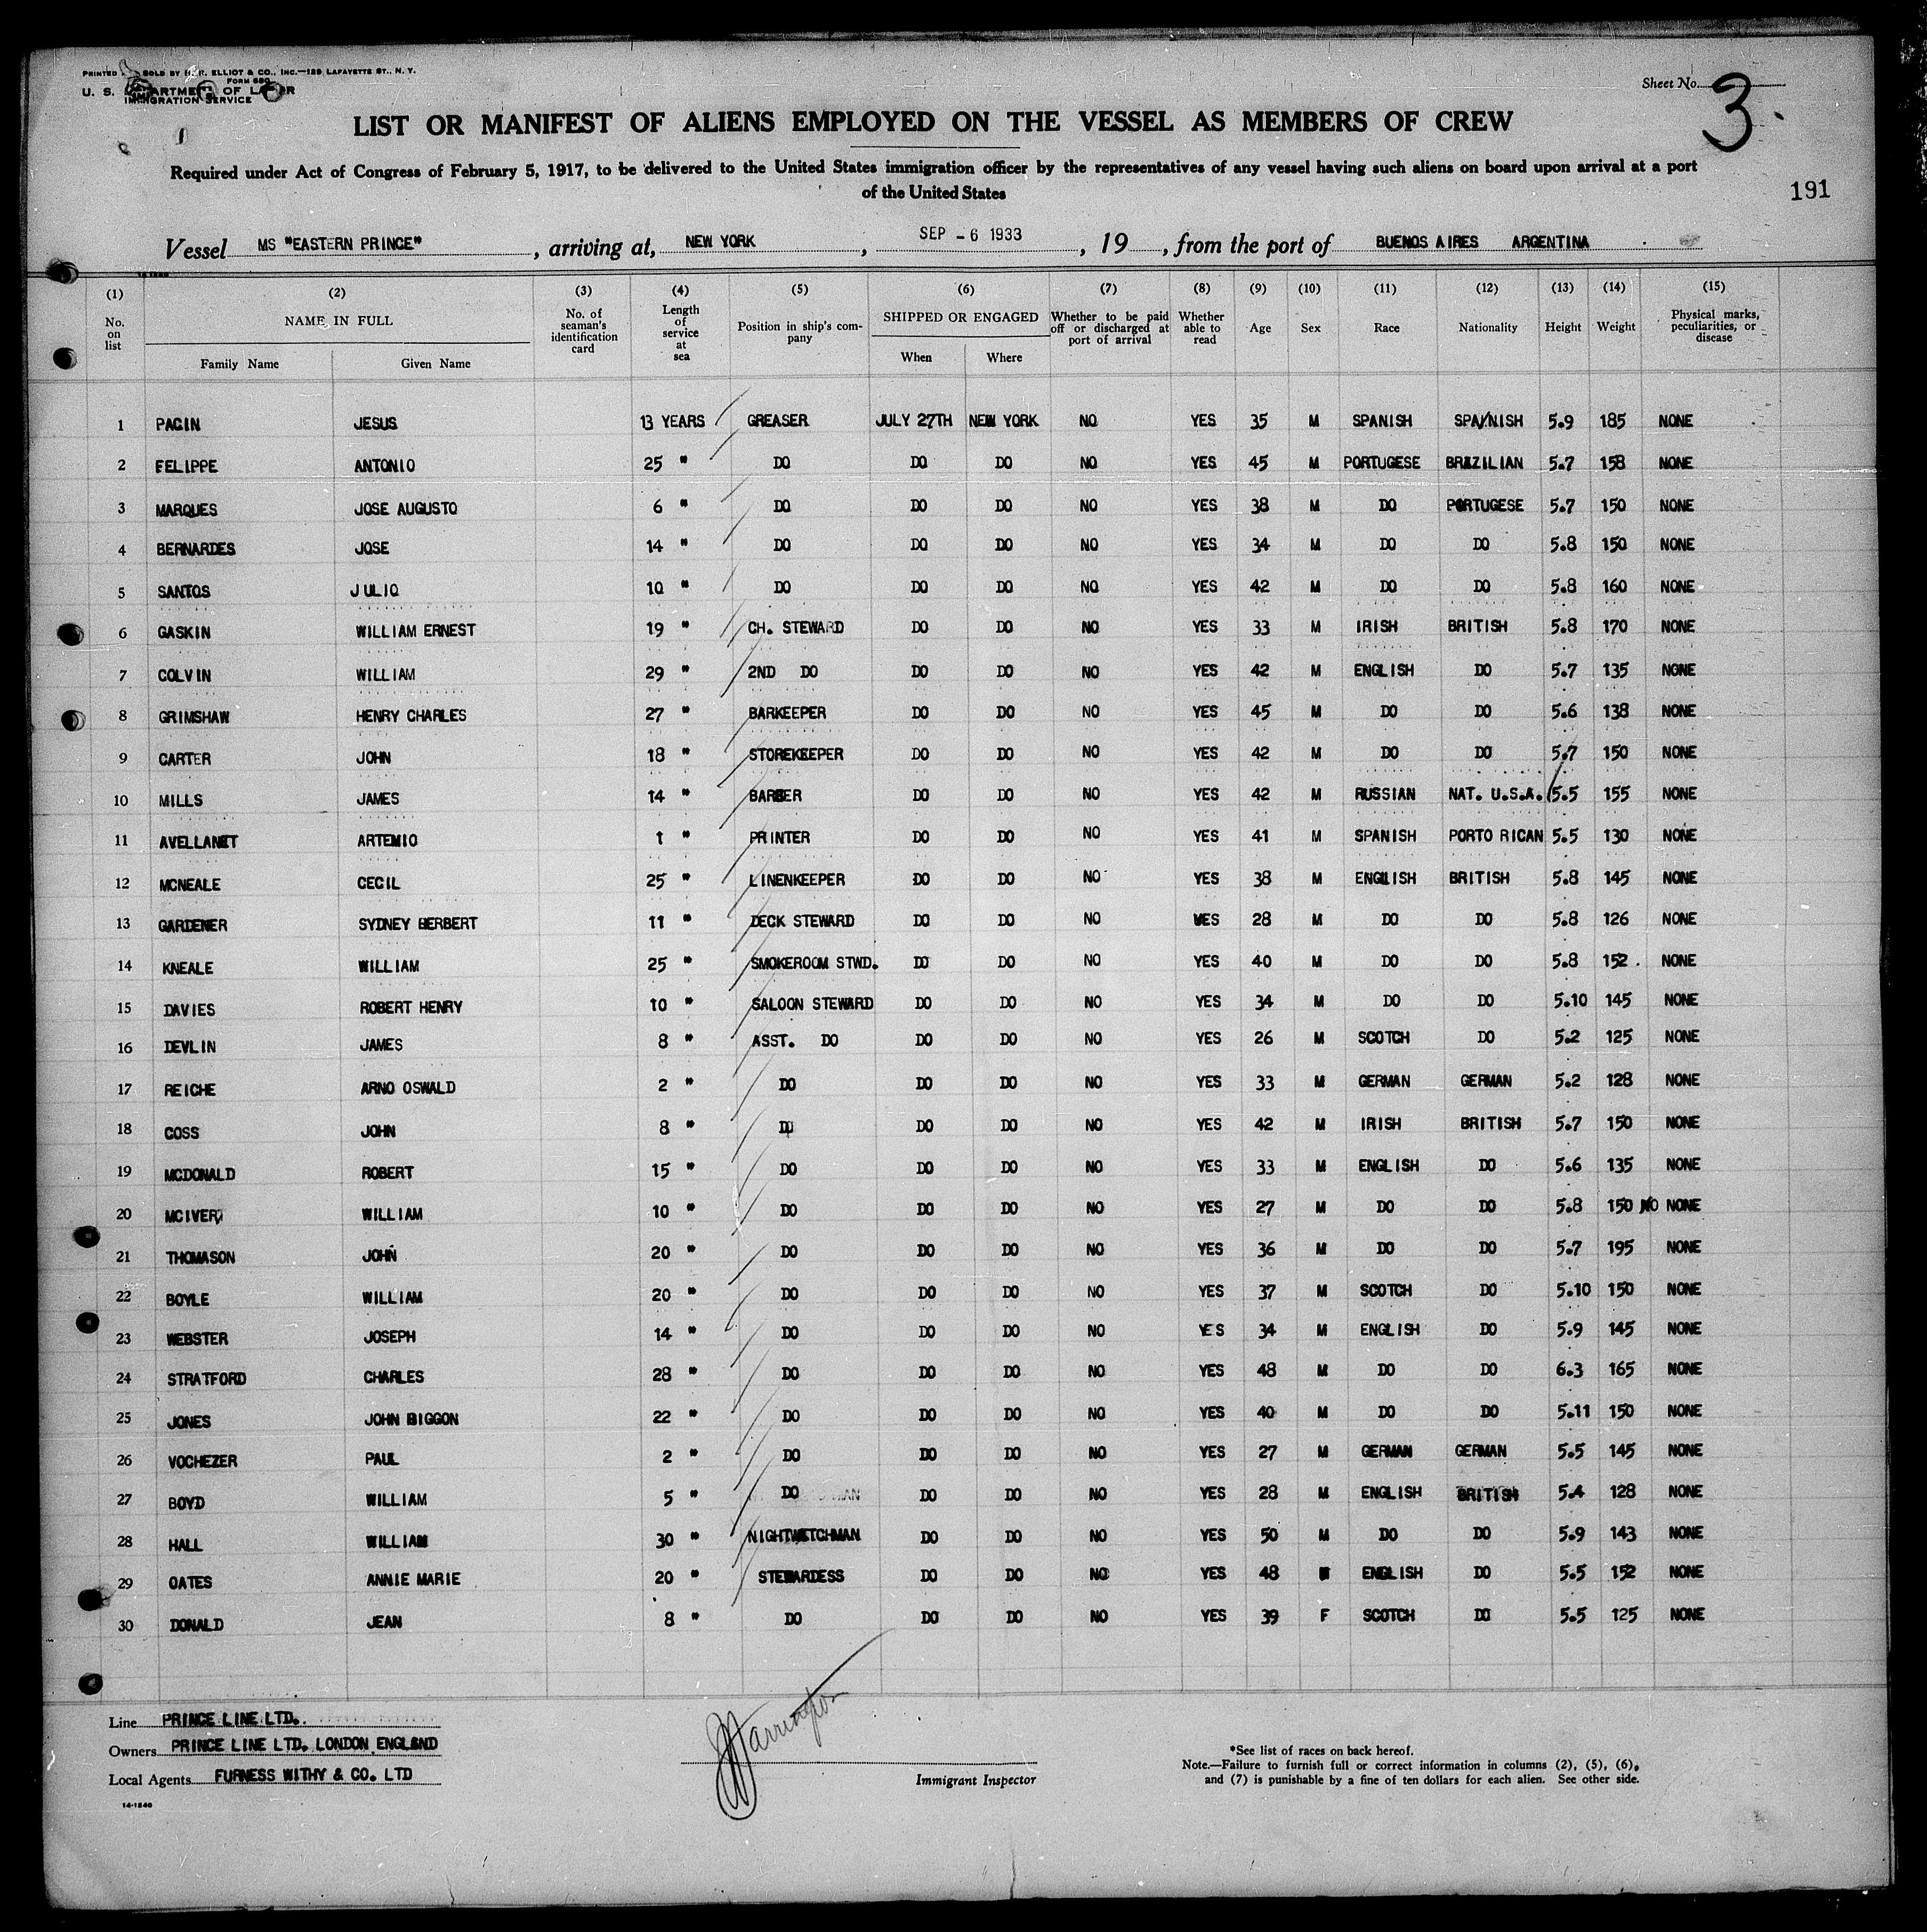 PRINTED SOLD BY ELLIOT & CO., INC.—129 LAFAYETTE ST., N. Y.
FORM 680
U. S. DEPARTMENT OF LABOR
IMMIGRATION SERVICE
Sheet No. 3.
LIST OR MANIFEST OF ALIENS EMPLOYED ON THE VESSEL AS MEMBERS OF CREW
Required under Act of Congress of February 5, 1917, to be delivered to the United States immigration officer by the representatives of any vessel having such aliens on board upon arrival at a port
of the United States
191
Vessel MS "EASTERN PRINCE", arriving at, NEW YORK, SEP - 6 1933, 19, from the port of BUENOS AIRES ARGENTINA
(1) (2) (3) (4) (5) (6) (7) (8) (9) (10) (11) (12) (13) (14) (15)
No. on list NAME IN FULL No. of seaman's identification card Length of service at sea Position in ship's company SHIPPED OR ENGAGED Whether to be paid off or discharged at port of arrival Whether able to read Age Sex Race Nationality Height Weight Physical marks, peculiarities, or disease
Family Name Given Name When Where
1 PACIN JESUS 13 YEARS GREASER JULY 27TH NEW YORK NO YES 35 M SPANISH SPA/NISH 5.9 185 NONE
2 FELIPPE ANTONIO 25 " DO DO DO NO YES 45 M PORTUGESE BRAZILIAN 5.7 158 NONE
3 MARQUES JOSE AUGUSTO 6 " DO DO DO NO YES 38 M DO PORTUGESE 5.7 150 NONE
4 BERNARDES JOSE 14 " DO DO DO NO YES 34 M DO DO 5.8 150 NONE
5 SANTOS JULIO 10 " DO DO DO NO YES 42 M DO DO 5.8 160 NONE
6 GASKIN WILLIAM ERNEST 19 " CH. STEWARD DO DO NO YES 33 M IRISH BRITISH 5.8 170 NONE
7 COLVIN WILLIAM 29 " 2ND DO DO DO NO YES 42 M ENGLISH DO 5.7 135 NONE
8 GRIMSHAW HENRY CHARLES 27 " BARKEEPER DO DO NO YES 45 M DO DO 5.6 138 NONE
9 CARTER JOHN 18 " STOREKEEPER DO DO NO YES 42 M DO DO 5.7 150 NONE
10 MILLS JAMES 14 " BARBER DO DO NO YES 42 M RUSSIAN NAT. U.S.A. 5.5 155 NONE
11 AVELLANET ARTEMIO 1 " PRINTER DO DO NO YES 41 M SPANISH PORTO RICAN 5.5 130 NONE
12 MCNEALE CECIL 25 " LINENKEEPER DO DO NO YES 38 M ENGLISH BRITISH 5.8 145 NONE
13 GARDENER SYDNEY HERBERT 11 " DECK STEWARD DO DO NO YES 28 M DO DO 5.8 126 NONE
14 KNEALE WILLIAM 25 " SMOKEROOM STWD. DO DO NO YES 40 M DO DO 5.8 152 . NONE
15 DAVIES ROBERT HENRY 10 " SALOON STEWARD DO DO NO YES 34 M DO DO 5.10 145 NONE
16 DEVLIN JAMES 8 " ASST. DO DO DO NO YES 26 M SCOTCH DO 5.2 125 NONE
17 REICHE ARNO OSWALD 2 " DO DO DO NO YES 33 M GERMAN GERMAN 5.2 128 NONE
18 COSS JOHN 8 " DO DO DO NO YES 42 M IRISH BRITISH 5.7 150 NONE
19 MCDONALD ROBERT 15 " DO DO DO NO YES 33 M ENGLISH DO 5.6 135 NONE
20 MCIVER WILLIAM 10 " DO DO DO NO YES 27 M DO DO 5.8 150 NO NONE
21 THOMASON JOHN 20 " DO DO DO NO YES 36 M DO DO 5.7 195 NONE
22 BOYLE WILLIAM 20 " DO DO DO NO YES 37 M SCOTCH DO 5.10 150 NONE
23 WEBSTER JOSEPH 14 " DO DO DO NO YES 34 M ENGLISH DO 5.9 145 NONE
24 STRATFORD CHARLES 28 " DO DO DO NO YES 48 M DO DO 6.3 165 NONE
25 JONES JOHN BIGGON 22 " DO DO DO NO YES 40 M DO DO 5.11 150 NONE
26 VOCHEZER PAUL 2 " DO DO DO NO YES 27 M GERMAN GERMAN 5.5 145 NONE
27 BOYD WILLIAM 5 " DO DO DO NO YES 28 M ENGLISH BRITISH 5.4 128 NONE
28 HALL WILLIAM 30 " NIGHTWATCHMAN DO DO NO YES 50 M DO DO 5.9 143 NONE
29 OATES ANNIE MARIE 20 " STEWARDESS DO DO NO YES 48 ENGLISH DO 5.5 152 NONE
30 DONALD JEAN 8 " DO DO DO NO YES 39 F SCOTCH DO 5.5 125 NONE
Line PRINCE LINE LTD.
Owners PRINCE LINE LTD. LONDON ENGLAND
Local Agents FURNESS WITHY & CO. LTD
14-1240
Immigrant Inspector
*See list of races on back hereof.
Note.—Failure to furnish full or correct information in columns (2), (5), (6),
and (7) is punishable by a fine of ten dollars for each alien. See other side.